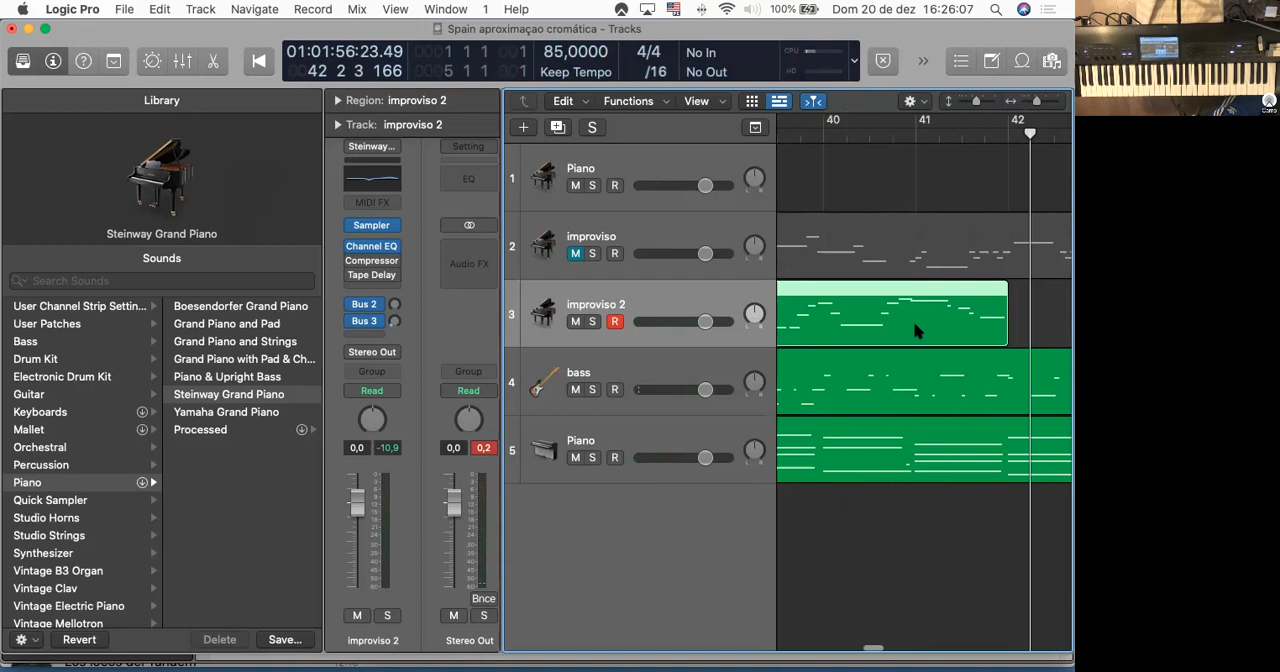 Logic Pro File Edit Track Navigate Record Mix View Window 1 Help 100% Dom 20 de dez 16:26:07
Spain aproximaçao cromática - Tracks
01:01:56:23.49 1 1 1 85,0000 4/4 No In CPU
42 2 3 166 5 1 1 1 Keep Tempo /16 No Out HD
Library
Steinway Grand Piano
Sounds
Search Sounds
User Channel Strip Settin...
User Patches
Bass
Drum Kit
Electronic Drum Kit
Guitar
Keyboards
Mallet
Orchestral
Percussion
Piano
Quick Sampler
Studio Horns
Studio Strings
Synthesizer
Vintage B3 Organ
Vintage Clav
Vintage Electric Piano
Vintage Mellotron
Boesendorfer Grand Piano
Grand Piano and Pad
Grand Piano and Strings
Grand Piano with Pad & Ch...
Piano & Upright Bass
Steinway Grand Piano
Yamaha Grand Piano
Processed
Revert Delete Save...
Region: improviso 2
Track: improviso 2
Steinway... Setting
EQ
MIDI FX
Sampler
Channel EQ
Compressor
Tape Delay
Audio FX
Bus 2
Bus 3
Stereo Out
Group Group
Read Read
0,0 -10,9 0,0 0,2
Bnce
M S M S
improviso 2 Stereo Out
Edit Functions View
S
40 41 42
1 Piano
M S R
2 improviso
M S R
3 improviso 2
M S R
4 bass
M S R
5 Piano
M S R
Camo